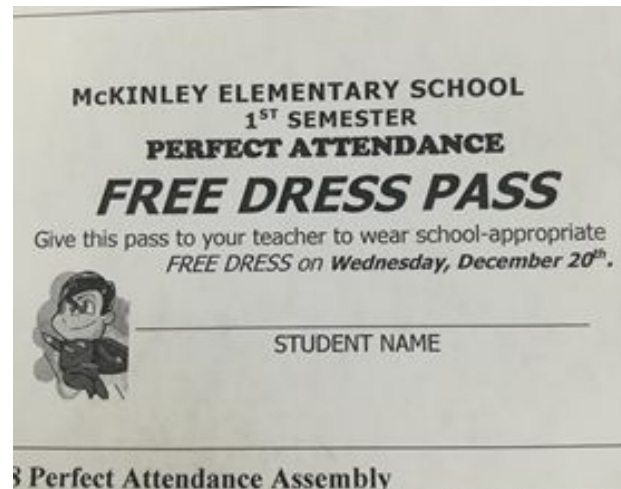 McKINLEY ELEMENTARY SCHOOL
1ST SEMESTER
PERFECT ATTENDANCE
FREE DRESS PASS
Give this pass to your teacher to wear school-appropriate
FREE DRESS on Wednesday, December 20th.
STUDENT NAME
8 Perfect Attendance Assembly